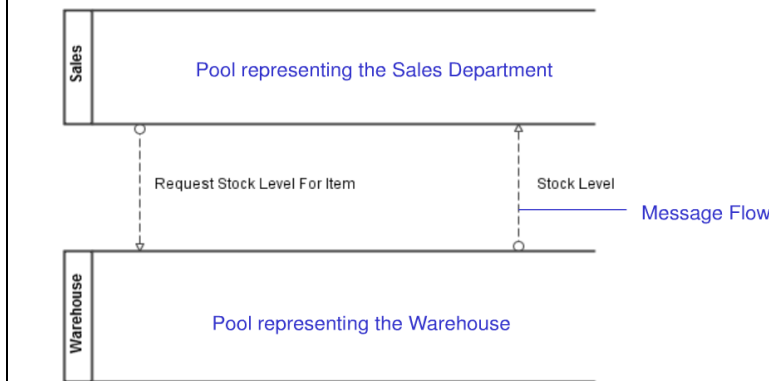 Sales
Pool representing the Sales Department
Request Stock Level For Item
Stock Level
Message Flow
Warehouse
Pool representing the Warehouse